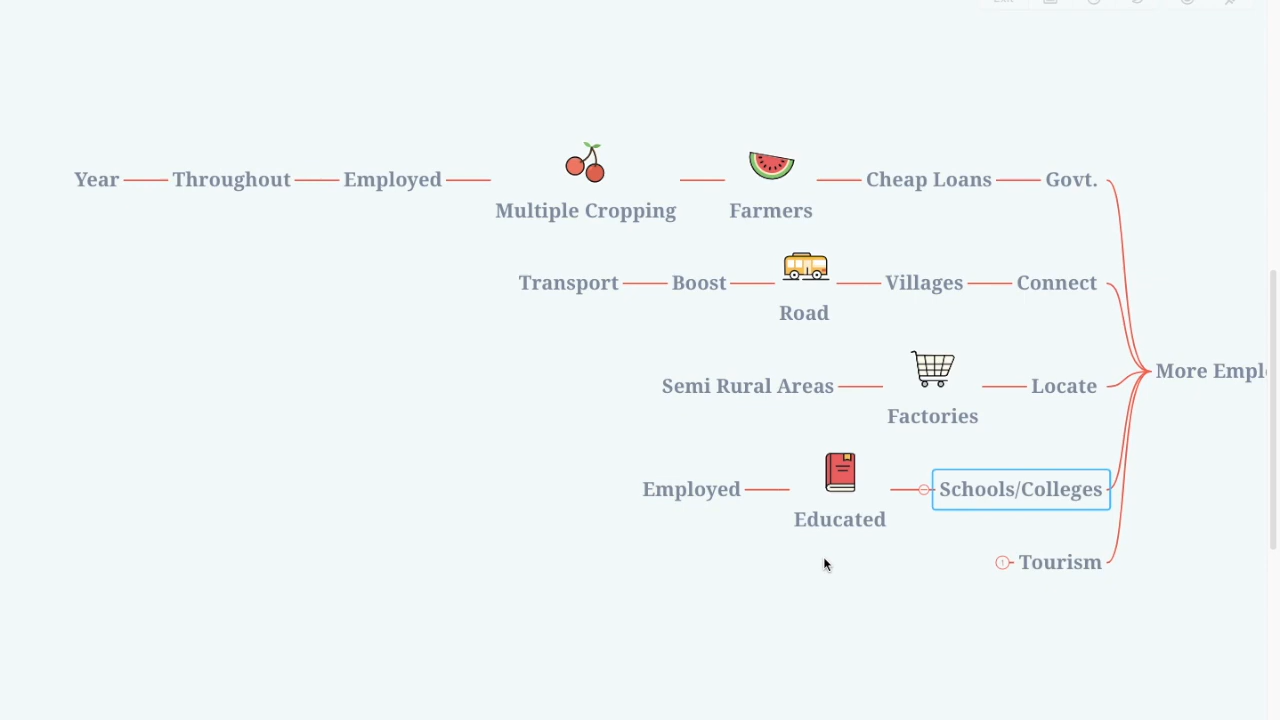 Year Throughout Employed Multiple Cropping Farmers Cheap Loans Govt.
Transport Boost Road Villages Connect
More Empl
Semi Rural Areas Factories Locate
Employed Educated Schools/Colleges
1 Tourism